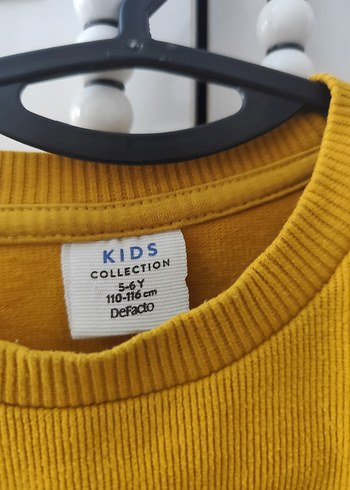 KIDS
COLLECTION
5-6 Y
110-116 cm
DeFacto